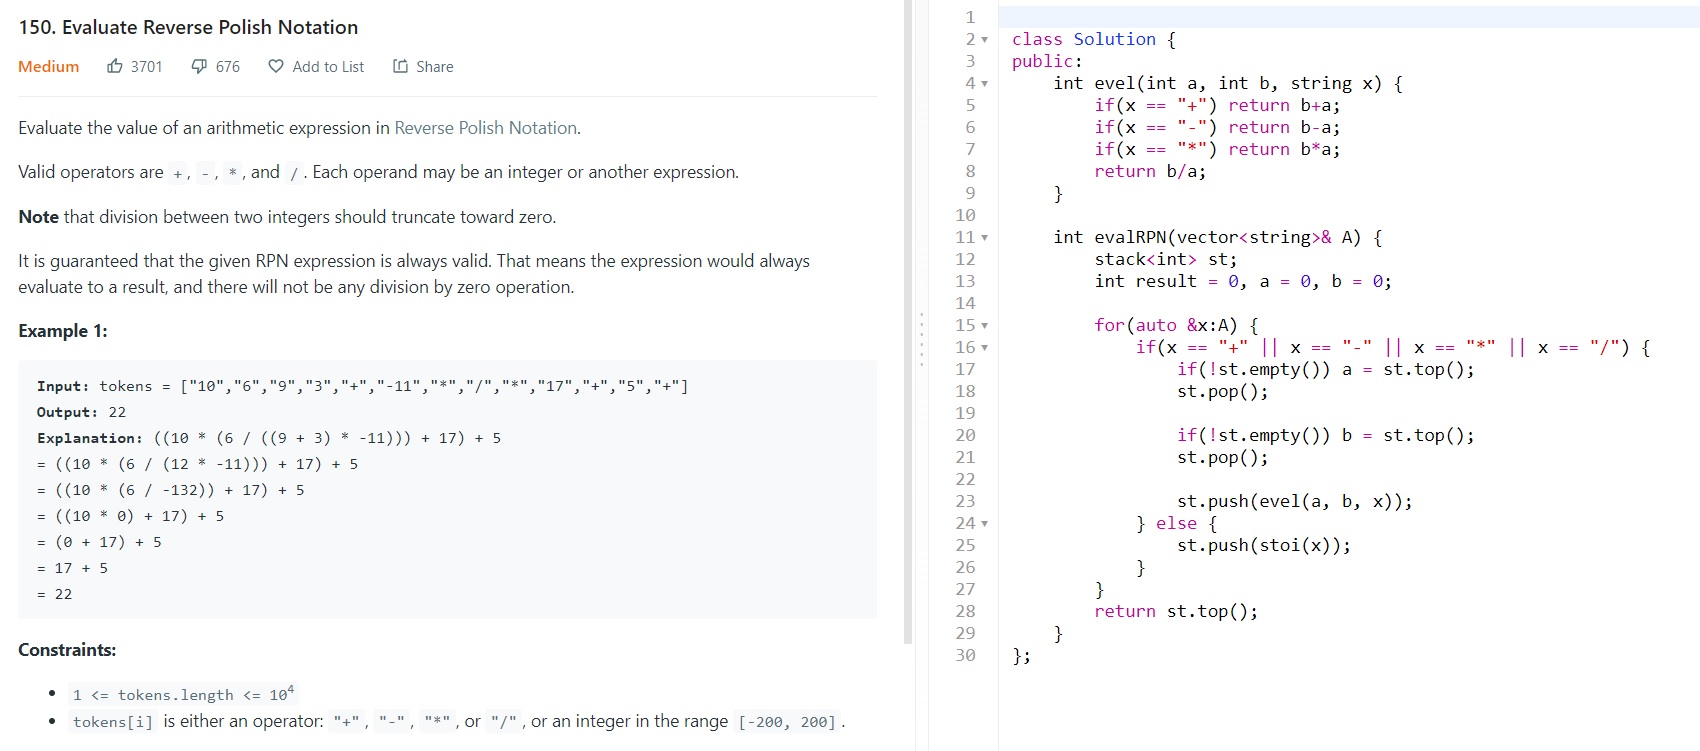 150. Evaluate Reverse Polish Notation
Medium 3701 676 Add to List Share
Evaluate the value of an arithmetic expression in Reverse Polish Notation.
Valid operators are +, -, *, and /. Each operand may be an integer or another expression.
Note that division between two integers should truncate toward zero.
It is guaranteed that the given RPN expression is always valid. That means the expression would always
evaluate to a result, and there will not be any division by zero operation.
Example 1:
Input: tokens = ["10","6","9","3","+","-11","*","/","*","17","+","5","+"]
Output: 22
Explanation: ((10 * (6 / ((9 + 3) * -11))) + 17) + 5
= ((10 * (6 / (12 * -11))) + 17) + 5
= ((10 * (6 / -132)) + 17) + 5
= ((10 * 0) + 17) + 5
= (0 + 17) + 5
= 17 + 5
= 22
Constraints:
• 1 <= tokens.length <= 10⁴
• tokens[i] is either an operator: "+", "-", "*", or "/", or an integer in the range [-200, 200].
1
2 class Solution {
3 public:
4     int evel(int a, int b, string x) {
5         if(x == "+") return b+a;
6         if(x == "-") return b-a;
7         if(x == "*") return b*a;
8         return b/a;
9     }
10
11     int evalRPN(vector<string>& A) {
12         stack<int> st;
13         int result = 0, a = 0, b = 0;
14
15         for(auto &x:A) {
16             if(x == "+" || x == "-" || x == "*" || x == "/") {
17                 if(!st.empty()) a = st.top();
18                 st.pop();
19
20                 if(!st.empty()) b = st.top();
21                 st.pop();
22
23                 st.push(evel(a, b, x));
24             } else {
25                 st.push(stoi(x));
26             }
27         }
28         return st.top();
29     }
30 };